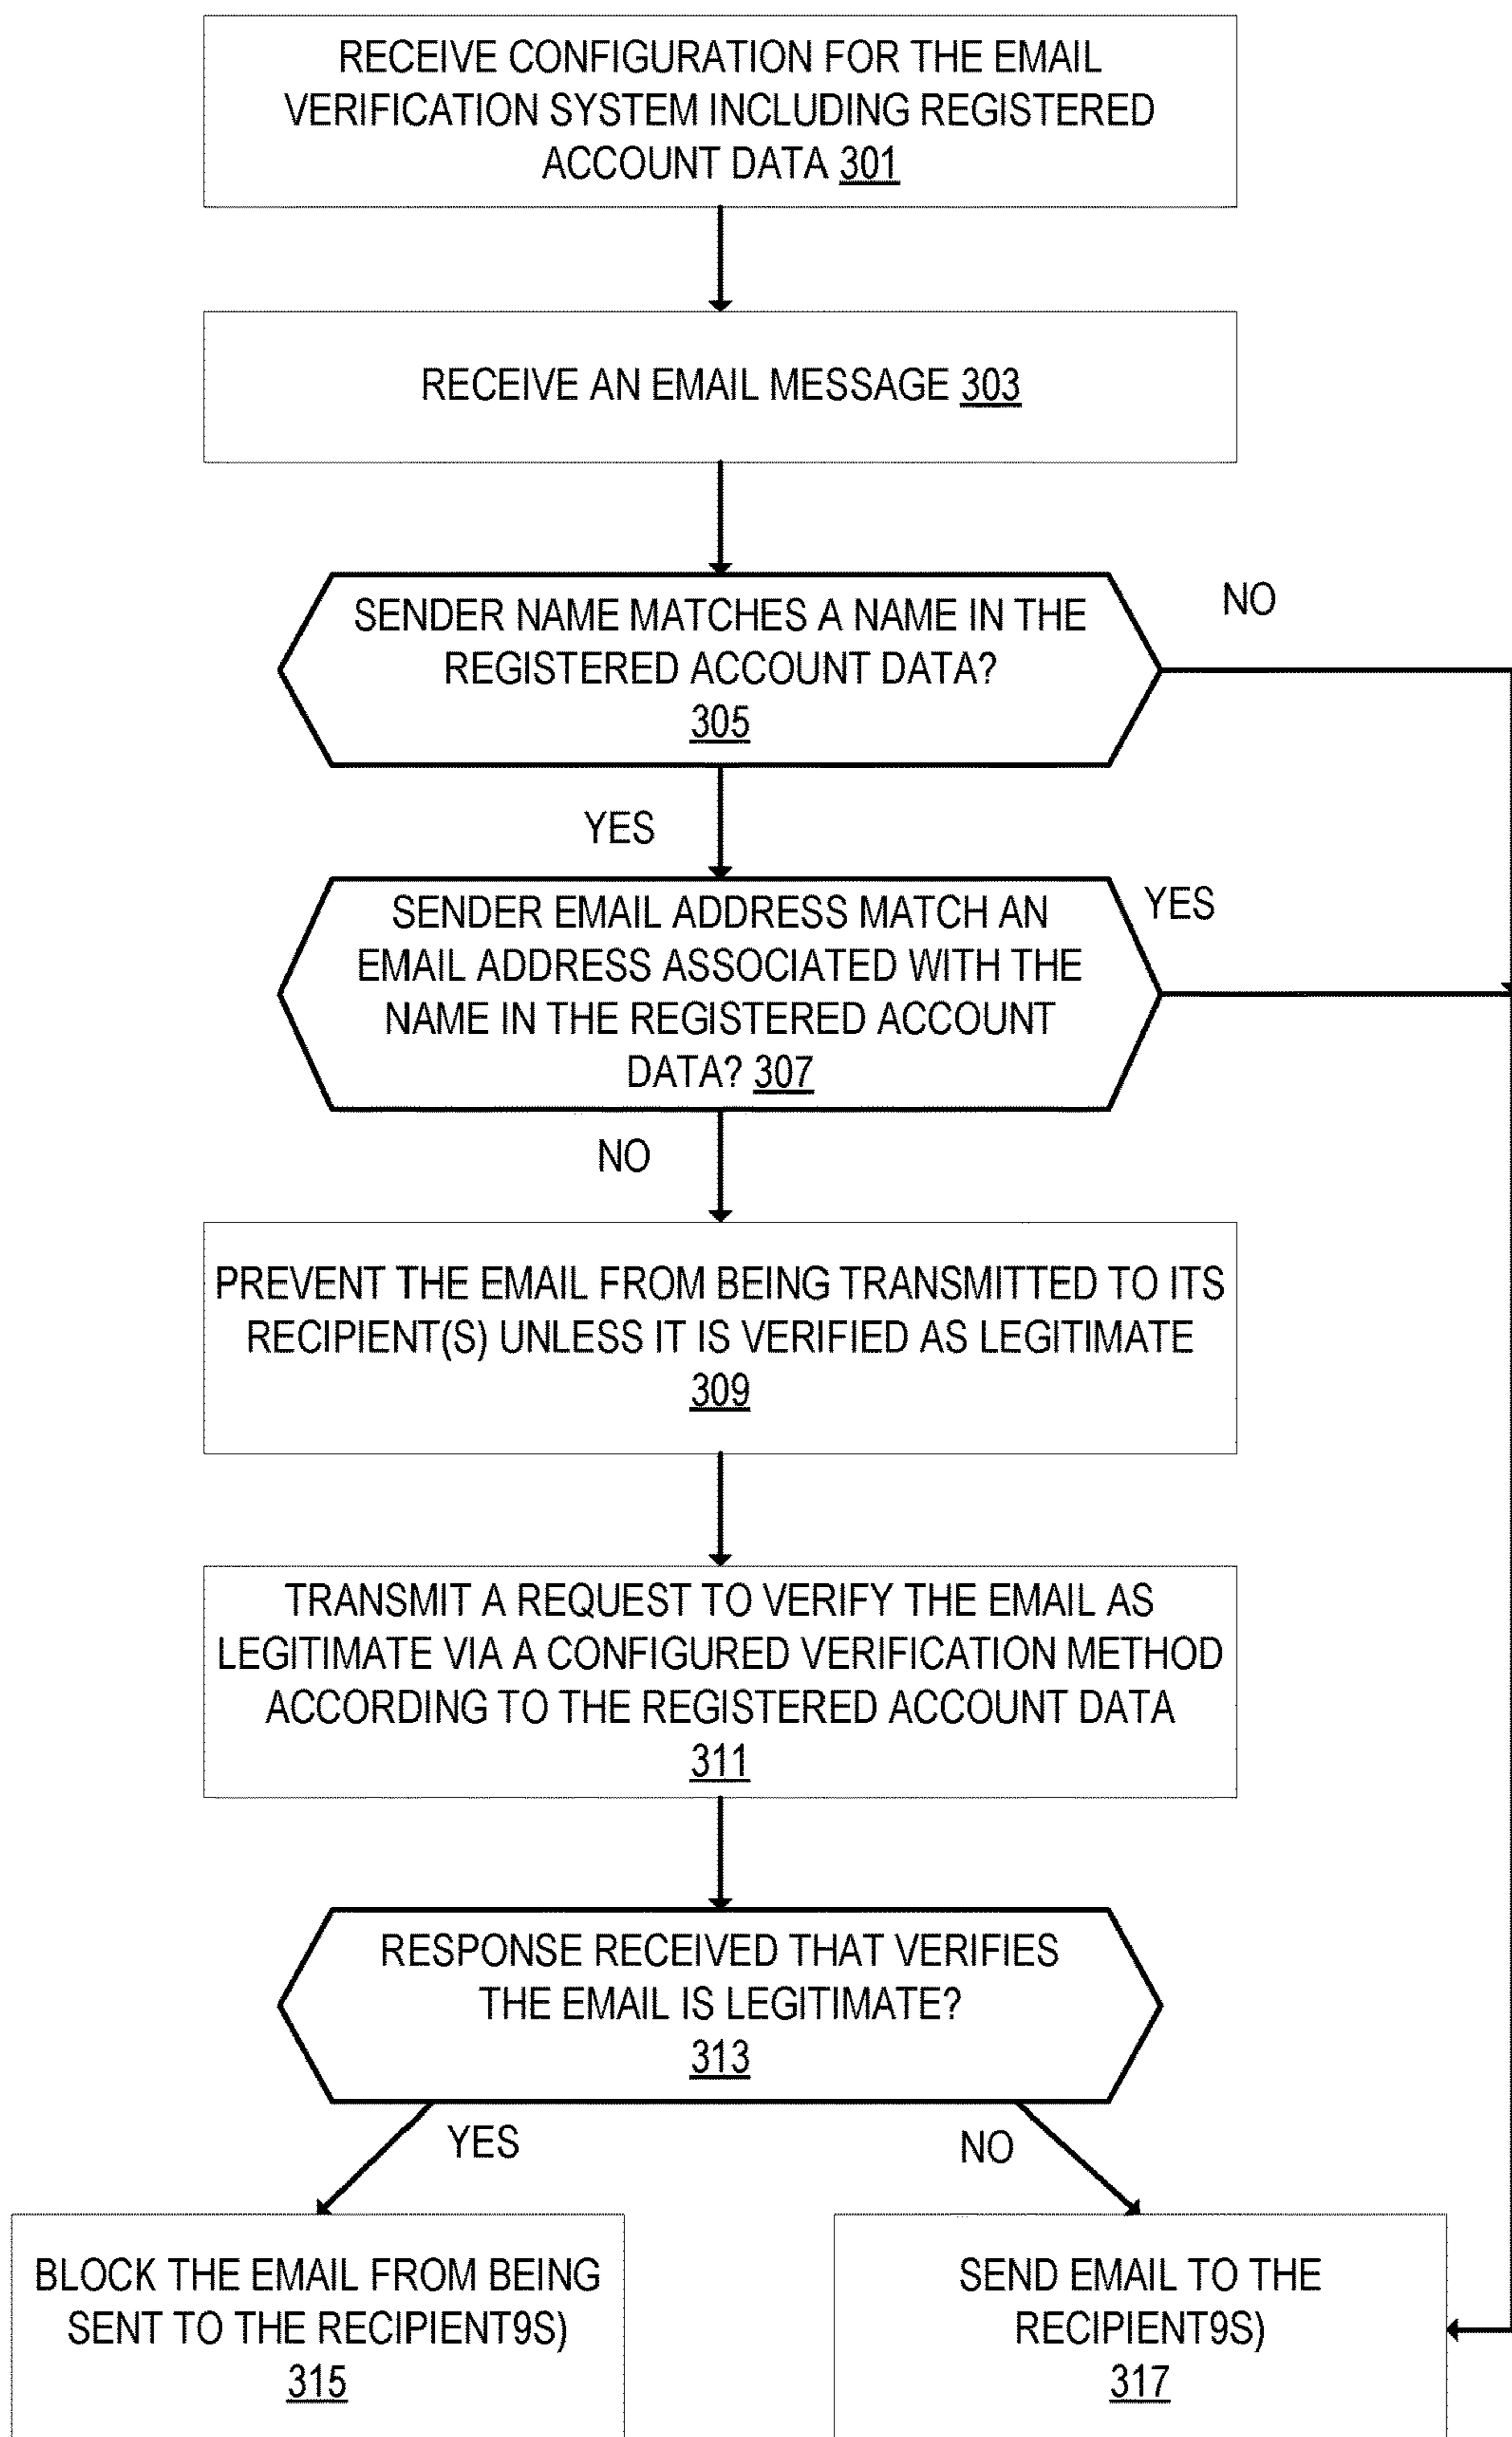 RECEIVE CONFIGURATION FOR THE EMAIL
VERIFICATION SYSTEM INCLUDING REGISTERED
ACCOUNT DATA 301
RECEIVE AN EMAIL MESSAGE 303
SENDER NAME MATCHES A NAME IN THE
REGISTERED ACCOUNT DATA?
305
NO
YES
SENDER EMAIL ADDRESS MATCH AN
EMAIL ADDRESS ASSOCIATED WITH THE
NAME IN THE REGISTERED ACCOUNT
DATA? 307
YES
NO
PREVENT THE EMAIL FROM BEING TRANSMITTED TO ITS
RECIPIENT(S) UNLESS IT IS VERIFIED AS LEGITIMATE
309
TRANSMIT A REQUEST TO VERIFY THE EMAIL AS
LEGITIMATE VIA A CONFIGURED VERIFICATION METHOD
ACCORDING TO THE REGISTERED ACCOUNT DATA
311
RESPONSE RECEIVED THAT VERIFIES
THE EMAIL IS LEGITIMATE?
313
YES
NO
BLOCK THE EMAIL FROM BEING
SENT TO THE RECIPIENT9S)
315
SEND EMAIL TO THE
RECIPIENT9S)
317